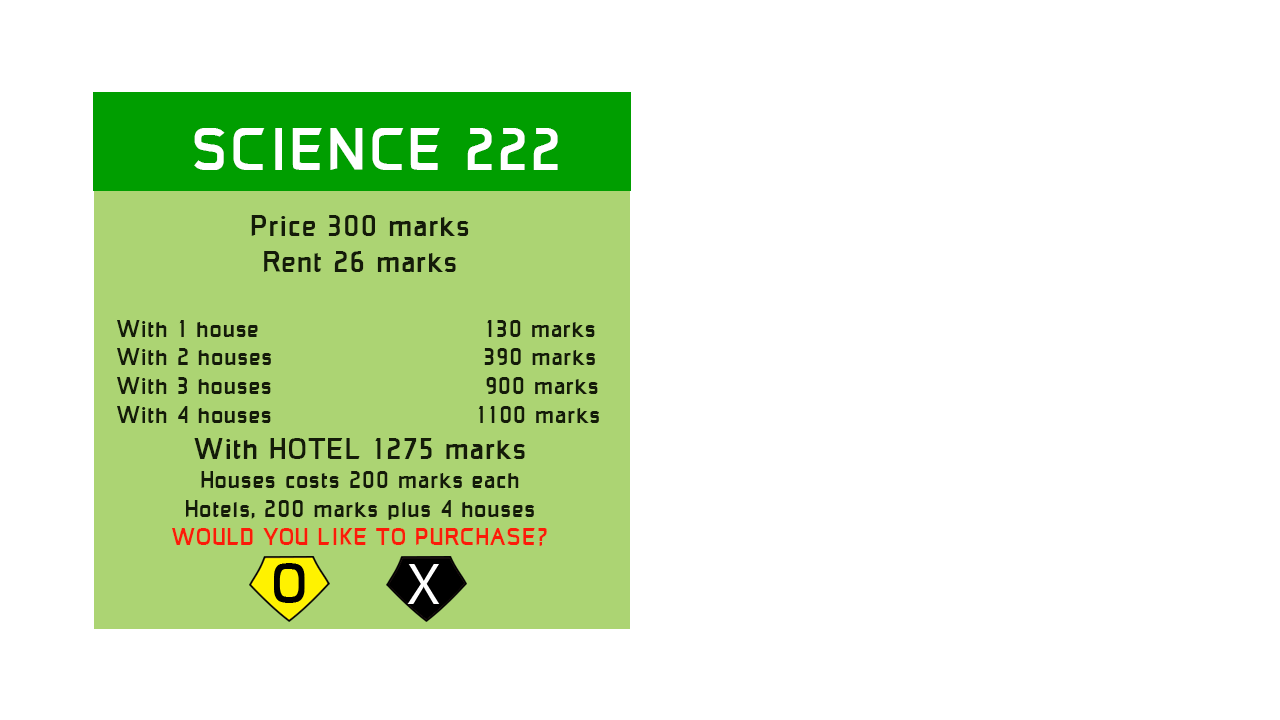 SCIENCE 222
Price 300 marks
Rent 26 marks
With 1 house 130 marks
With 2 houses 390 marks
With 3 houses 900 marks
With 4 houses 1100 marks
With HOTEL 1275 marks
Houses costs 200 marks each
Hotels, 200 marks plus 4 houses
WOULD YOU LIKE TO PURCHASE?
O X